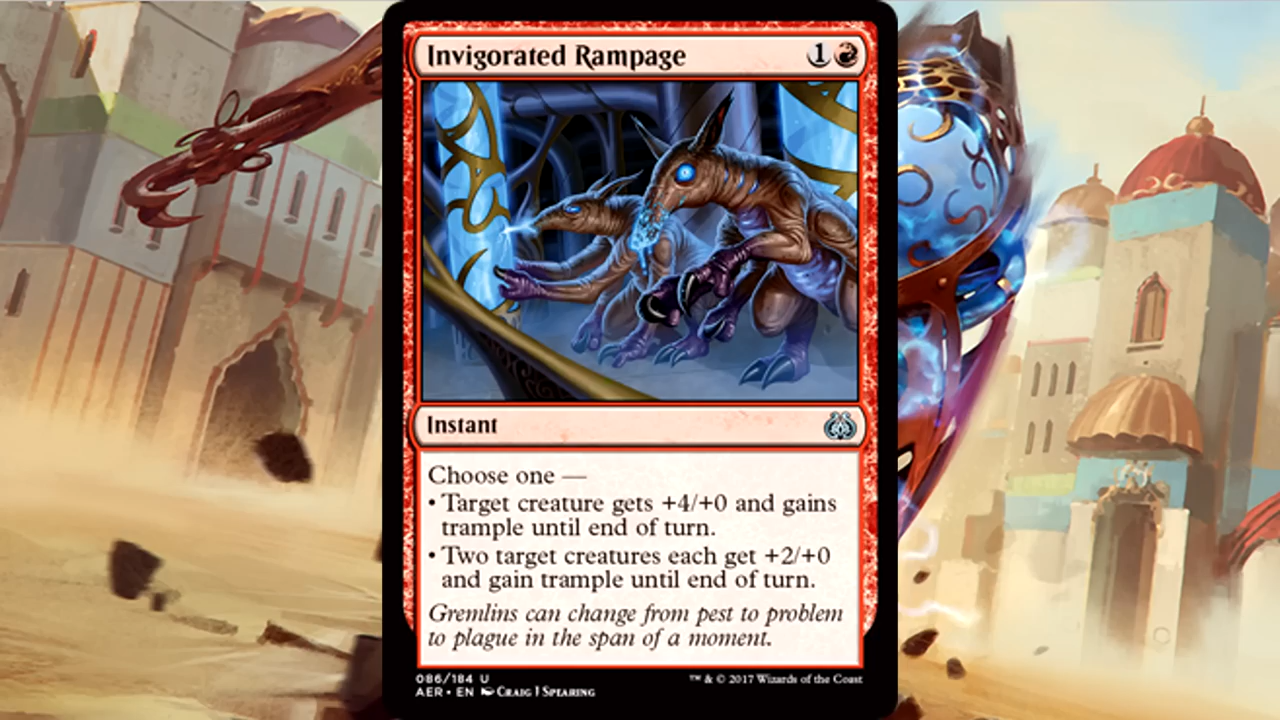 Invigorated Rampage 1
Instant
Choose one —
• Target creature gets +4/+0 and gains
trample until end of turn.
• Two target creatures each get +2/+0
and gain trample until end of turn.
Gremlins can change from pest to problem
to plague in the span of a moment.
086/184 U
AER • EN Craig J Spearing
™ & © 2017 Wizards of the Coast